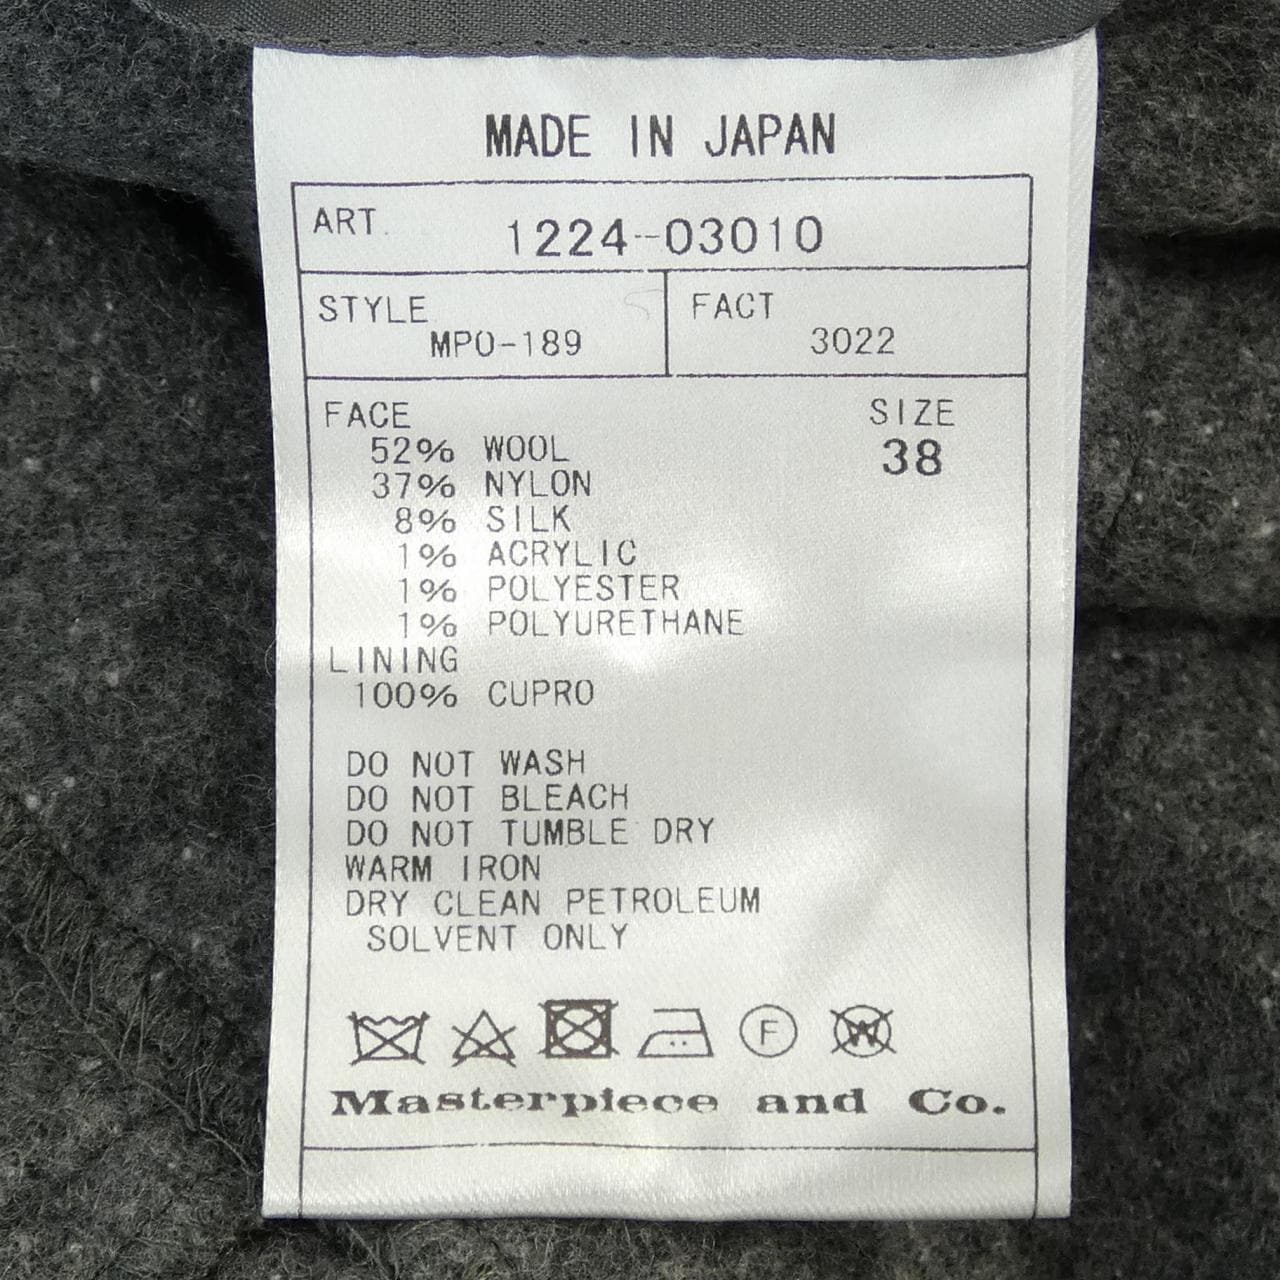 MADE IN JAPAN
ART. 1224-03010
STYLE FACT
MPO-189 3022
FACE SIZE
52% WOOL 38
37% NYLON
8% SILK
1% ACRYLIC
1% POLYESTER
1% POLYURETHANE
LINING
100% CUPRO
DO NOT WASH
DO NOT BLEACH
DO NOT TUMBLE DRY
WARM IRON
DRY CLEAN PETROLEUM
SOLVENT ONLY
F W
Masterpiece and Co.